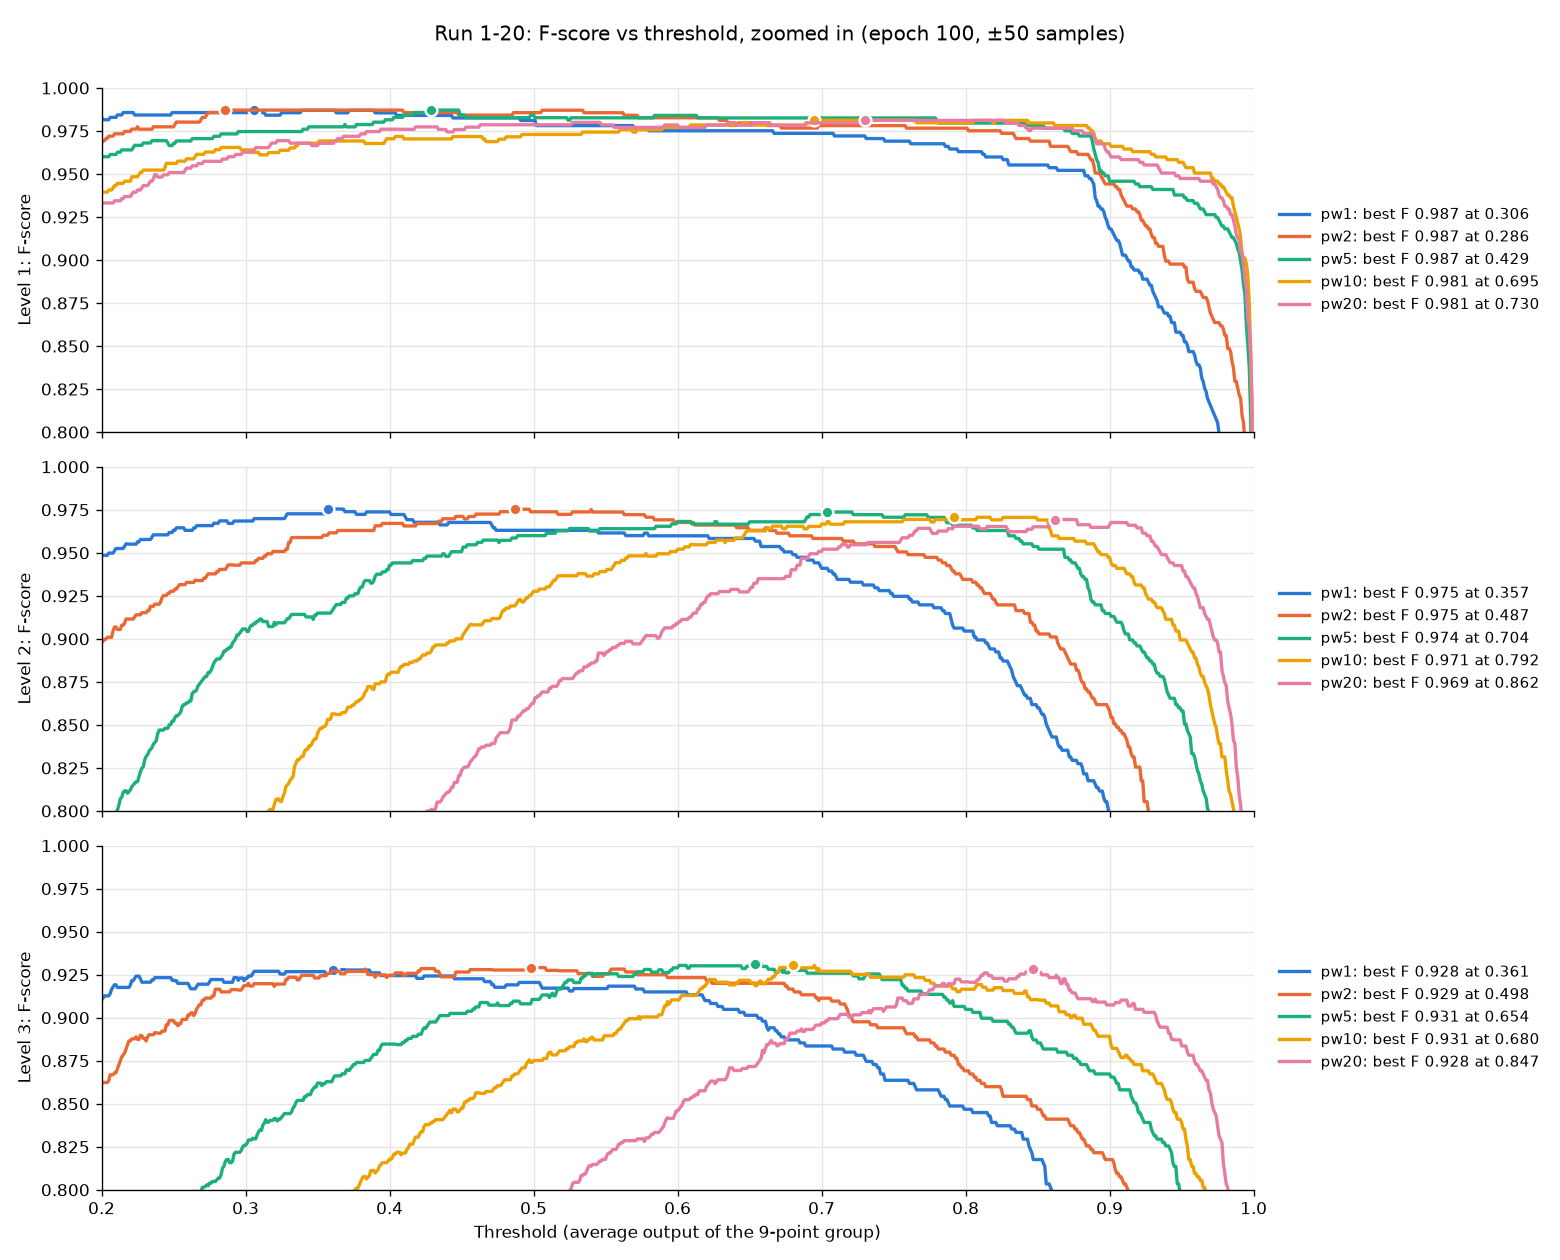 Run 1-20: F-score vs threshold, zoomed in (epoch 100, ±50 samples)
1.000
0.975
0.950
0.925
0.900
0.875
0.850
0.825
0.800
Level 1: F-score
pw1: best F 0.987 at 0.306
pw2: best F 0.987 at 0.286
pw5: best F 0.987 at 0.429
pw10: best F 0.981 at 0.695
pw20: best F 0.981 at 0.730
1.000
0.975
0.950
0.925
0.900
0.875
0.850
0.825
0.800
Level 2: F-score
pw1: best F 0.975 at 0.357
pw2: best F 0.975 at 0.487
pw5: best F 0.974 at 0.704
pw10: best F 0.971 at 0.792
pw20: best F 0.969 at 0.862
1.000
0.975
0.950
0.925
0.900
0.875
0.850
0.825
0.800
Level 3: F-score
pw1: best F 0.928 at 0.361
pw2: best F 0.929 at 0.498
pw5: best F 0.931 at 0.654
pw10: best F 0.931 at 0.680
pw20: best F 0.928 at 0.847
0.2 0.3 0.4 0.5 0.6 0.7 0.8 0.9 1.0
Threshold (average output of the 9-point group)